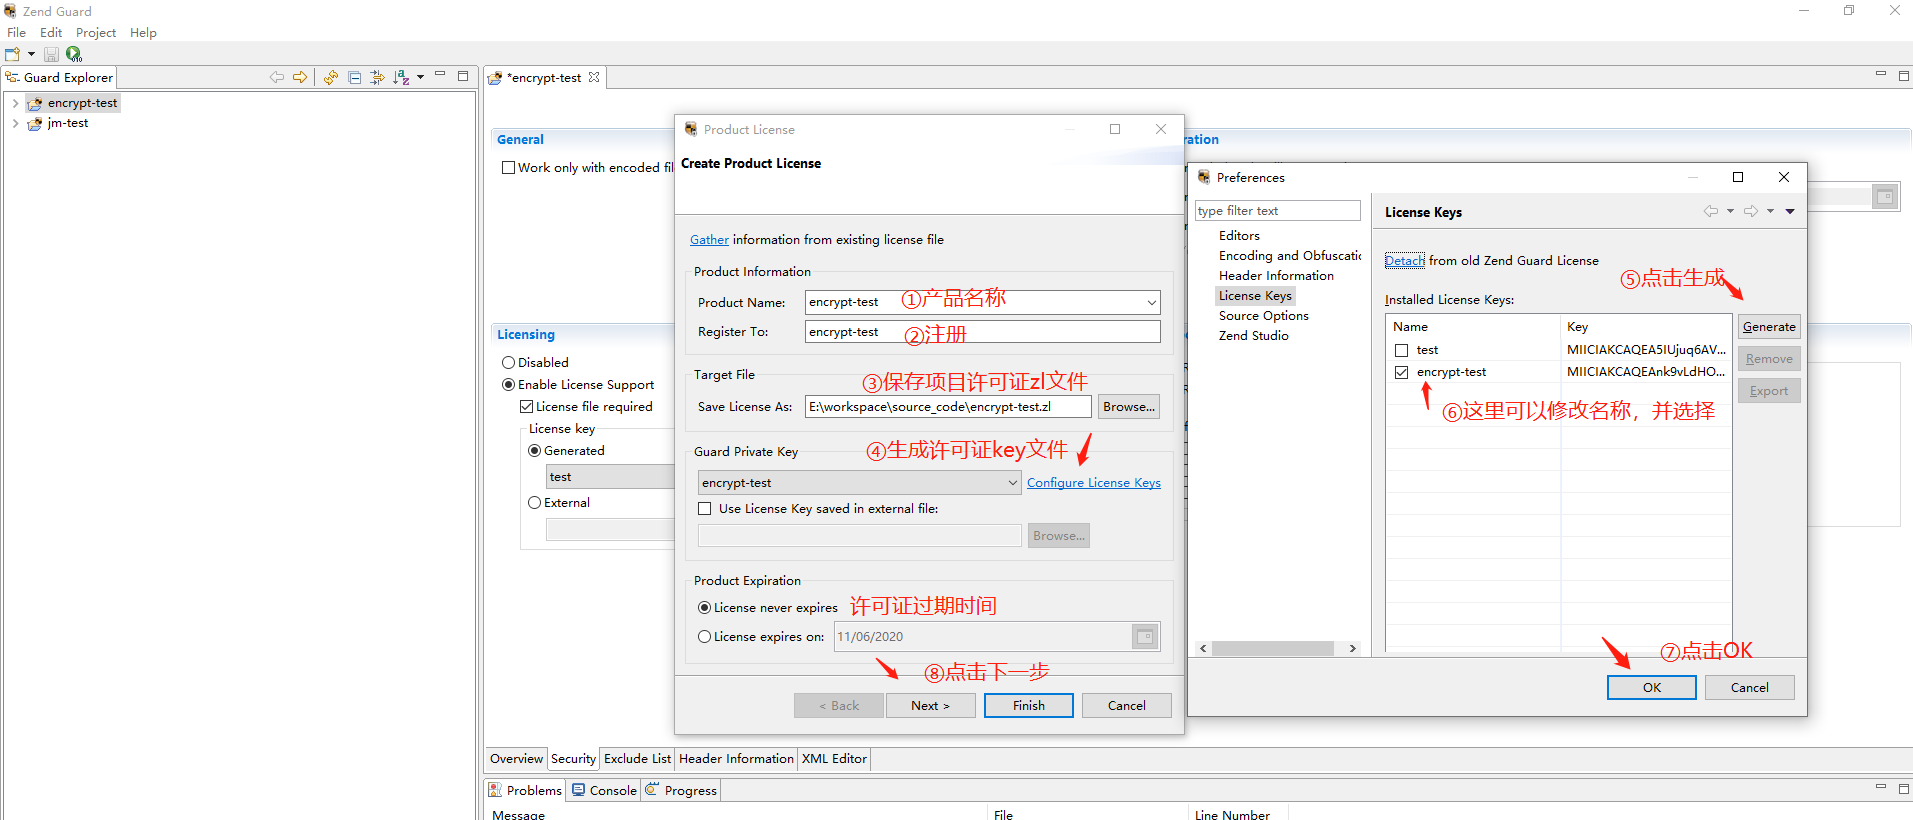 Zend Guard
File Edit Project Help
Guard Explorer
encrypt-test
jm-test
*encrypt-test
General
Work only with encoded fil
Licensing
Disabled
Enable License Support
License file required
License key
Generated
test
External
Product License
Create Product License
Gather information from existing license file
Product Information
Product Name: encrypt-test ①产品名称
Register To: encrypt-test ②注册
Target File ③保存项目许可证zl文件
Save License As: E:\workspace\source_code\encrypt-test.zl Browse...
Guard Private Key ④生成许可证key文件
encrypt-test Configure License Keys
Use License Key saved in external file:
Browse...
Product Expiration
License never expires 许可证过期时间
License expires on: 11/06/2020
⑧点击下一步
< Back Next > Finish Cancel
ration
Preferences
type filter text
Editors
Encoding and Obfuscatio
Header Information
License Keys
Source Options
Zend Studio
License Keys
Detach from old Zend Guard License
⑤点击生成
Installed License Keys:
Name Key
test MIICIAKCAQEA5IUjuq6AV...
encrypt-test MIICIAKCAQEAnk9vLdHO...
Generate
Remove
Export
⑥这里可以修改名称，并选择
⑦点击OK
OK Cancel
Overview Security Exclude List Header Information XML Editor
Problems Console Progress
Message File Line Number